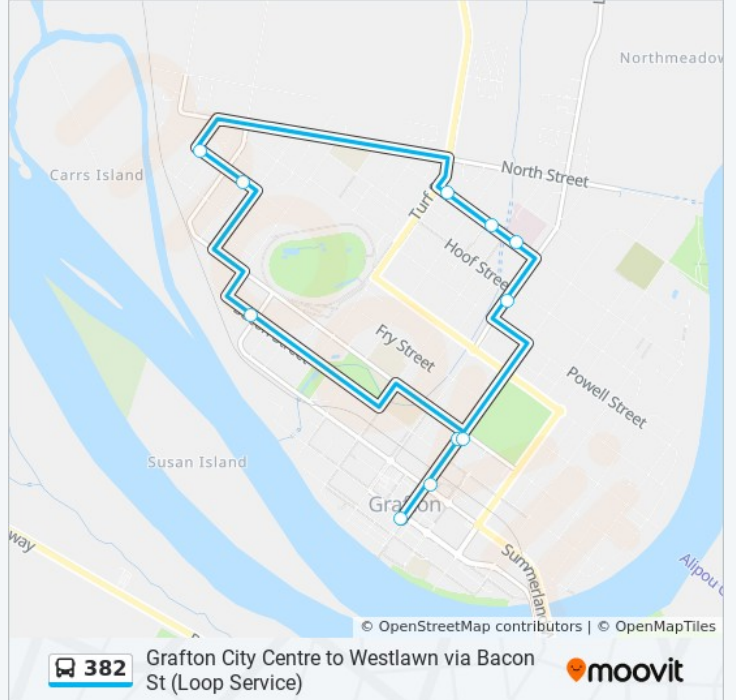 Northmeadow
North Street
Carrs Island
Turf
Hoof Street
Fry Street
Powell Street
Susan Island
Grafton
way
Summerlan
Alipou C
© OpenStreetMap contributors | © OpenMapTiles
382
Grafton City Centre to Westlawn via Bacon
St (Loop Service)
moovit